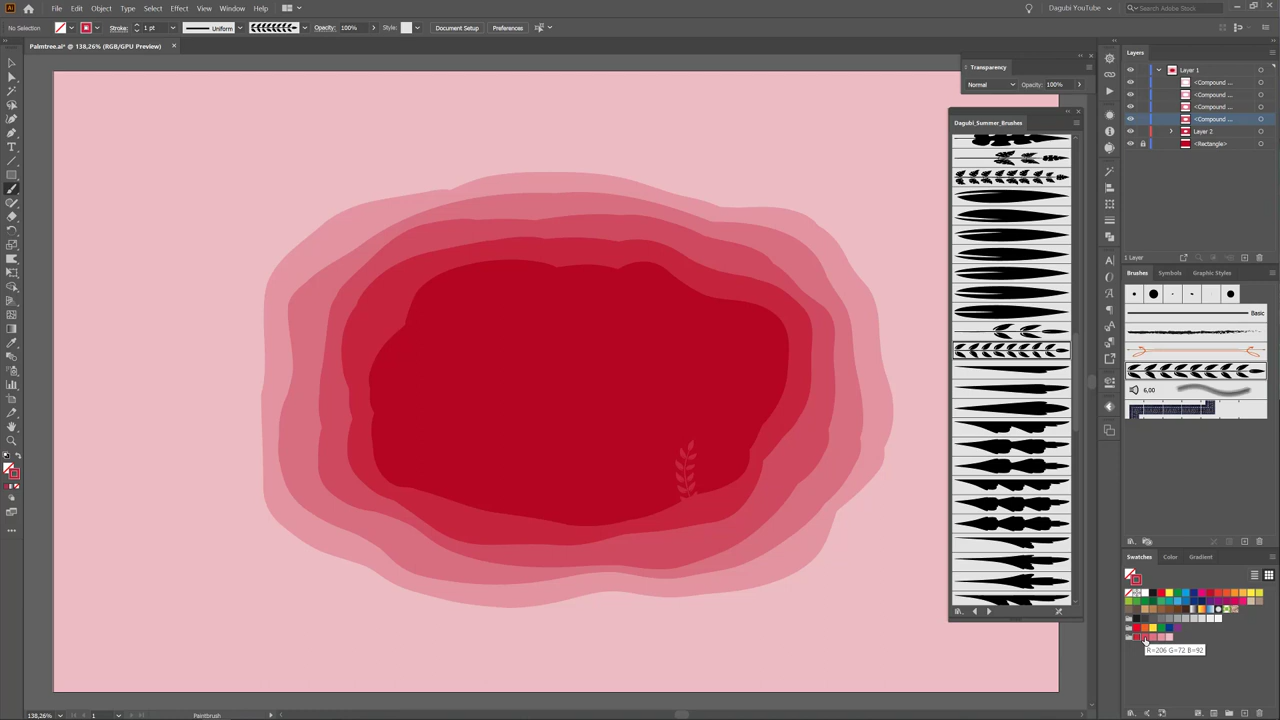 File Edit Object Type Select Effect View Window Help
Dagubi YouTube
Search Adobe Stock
No Selection
Stroke: 1 pt
Uniform
Opacity: 100%
Style:
Document Setup
Preferences
Palmtree.ai* @ 138,26% (RGB/GPU Preview)
Transparency
Normal
Opacity: 100%
Dagubi_Summer_Brushes
Layers
Layer 1
<Compound ...
<Compound ...
<Compound ...
<Compound ...
Layer 2
<Rectangle>
1 Layer
Brushes Symbols Graphic Styles
Basic
6,00
Swatches Color Gradient
R=206 G=72 B=92
138,26%
1
Paintbrush